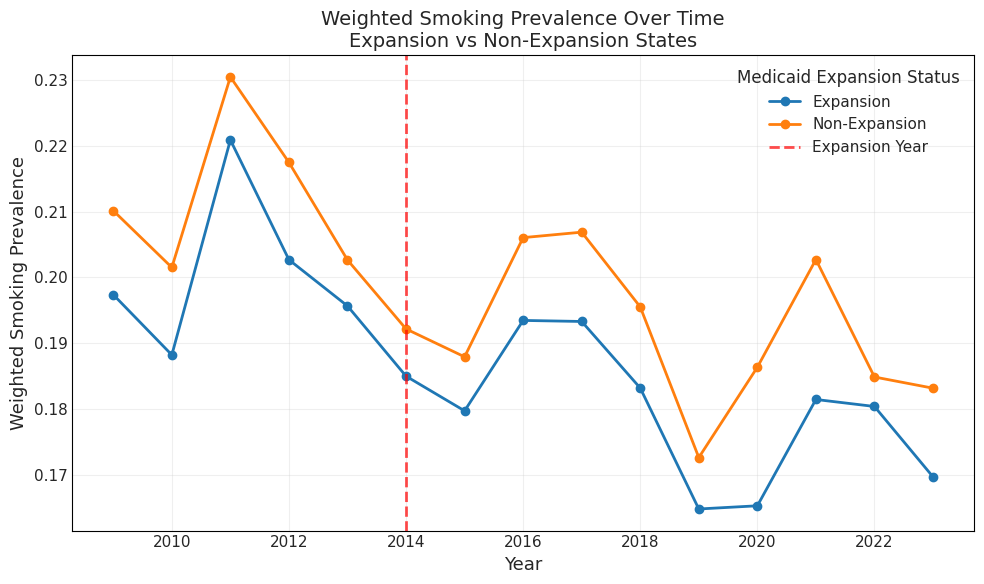 Weighted Smoking Prevalence Over Time
Expansion vs Non-Expansion States
Medicaid Expansion Status
Expansion
Non-Expansion
Expansion Year
Weighted Smoking Prevalence
0.23
0.22
0.21
0.20
0.19
0.18
0.17
2010
2012
2014
2016
2018
2020
2022
Year